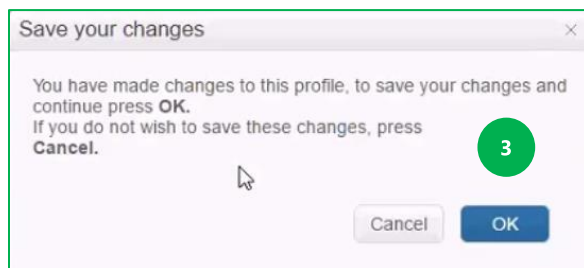 Save your changes ×
You have made changes to this profile, to save your changes and
continue press OK.
If you do not wish to save these changes, press
Cancel.
3
Cancel OK